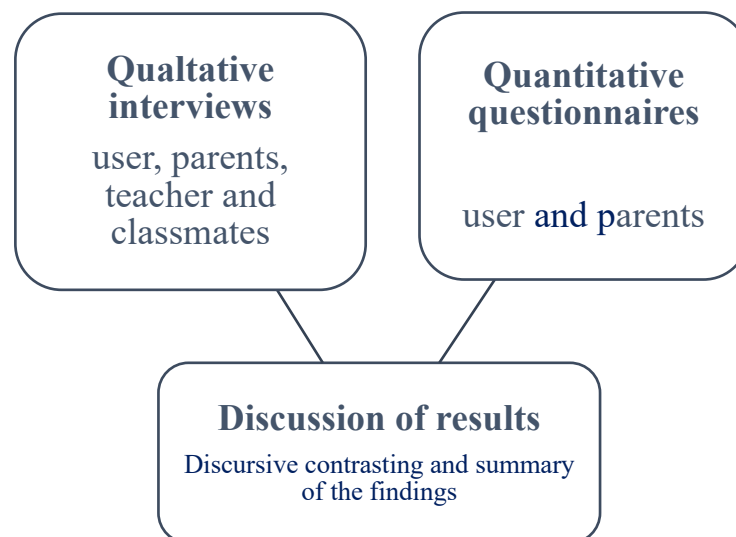 Qualtative
interviews
user, parents,
teacher and
classmates
Quantitative
questionnaires
user and parents
Discussion of results
Discursive contrasting and summary
of the findings